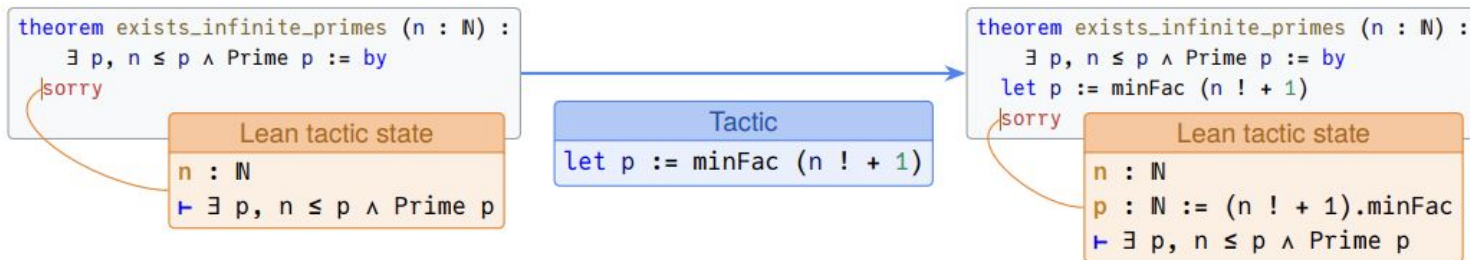 theorem exists_infinite_primes (n : ℕ) :
∃ p, n ≤ p ∧ Prime p := by
sorry
Lean tactic state
n : ℕ
⊢ ∃ p, n ≤ p ∧ Prime p
Tactic
let p := minFac (n ! + 1)
theorem exists_infinite_primes (n : ℕ) :
∃ p, n ≤ p ∧ Prime p := by
let p := minFac (n ! + 1)
sorry
Lean tactic state
n : ℕ
p : ℕ := (n ! + 1).minFac
⊢ ∃ p, n ≤ p ∧ Prime p